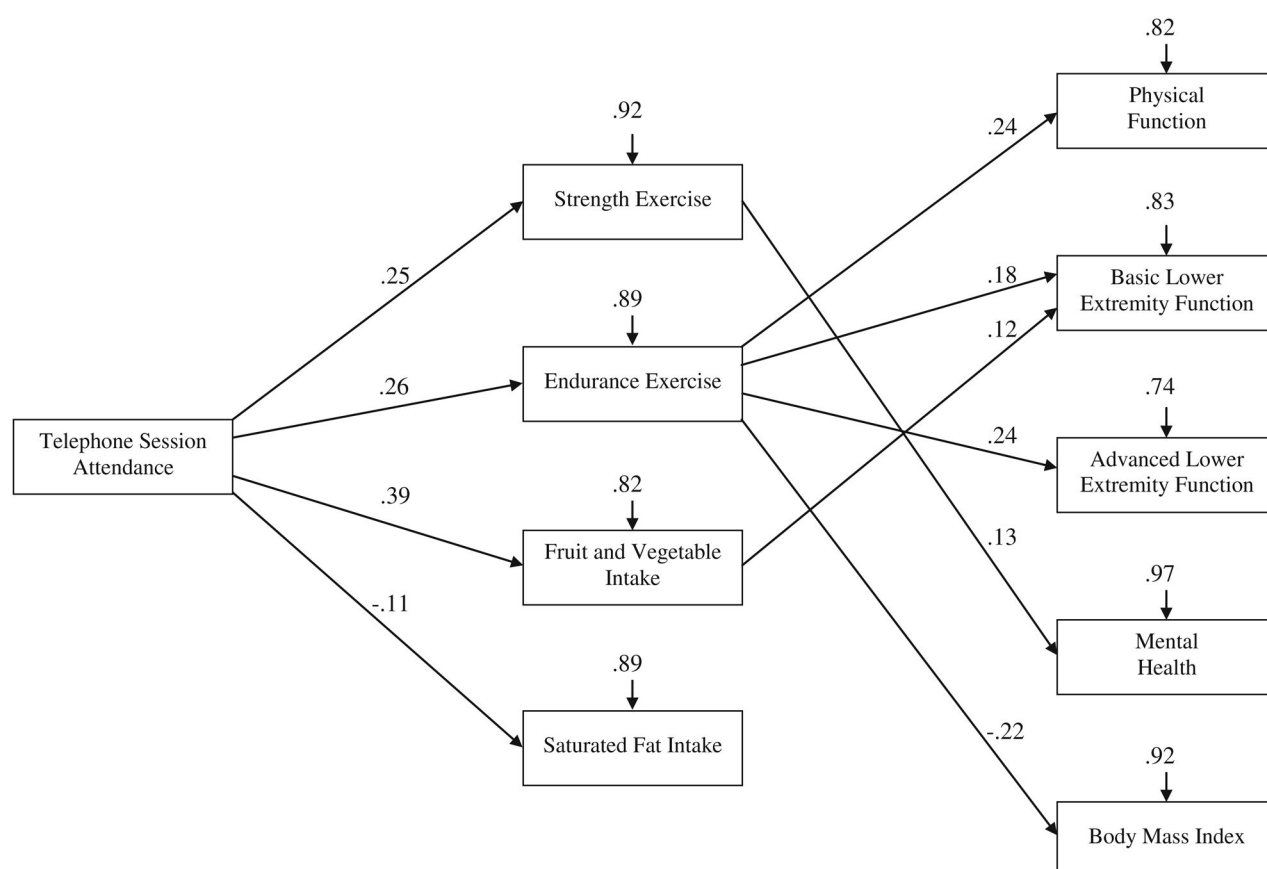 .82
Physical
Function
.92
.24
Strength Exercise
.83
.25
.18
Basic Lower
Extremity Function
.89
.12
Endurance Exercise
.26
.74
Telephone Session
Attendance
.24
Advanced Lower
Extremity Function
.39
.82
Fruit and Vegetable
Intake
.13
.97
-.11
Mental
Health
.89
Saturated Fat Intake
-.22
.92
Body Mass Index